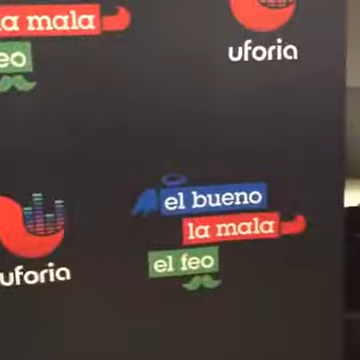 la mala
uforia
feo
el bueno
la mala
el feo
uforia